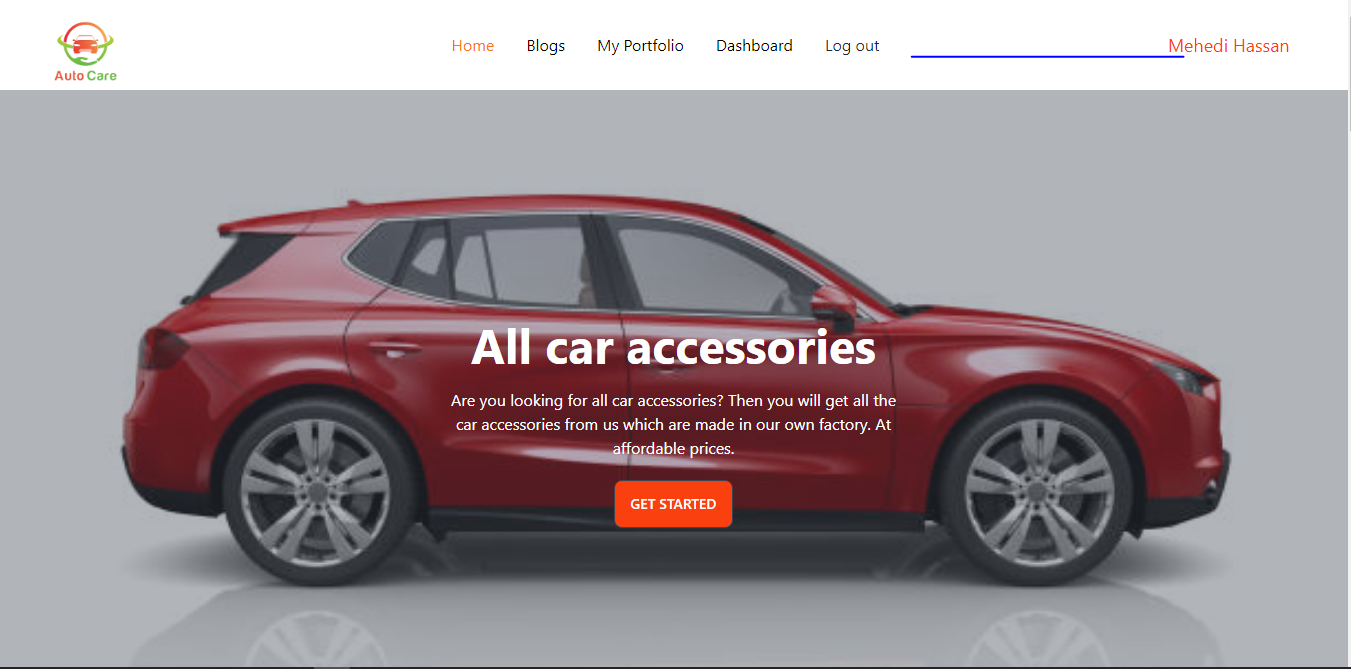 Auto Care
Home Blogs My Portfolio Dashboard Log out Mehedi Hassan
All car accessories
Are you looking for all car accessories? Then you will get all the
car accessories from us which are made in our own factory. At
affordable prices.
GET STARTED